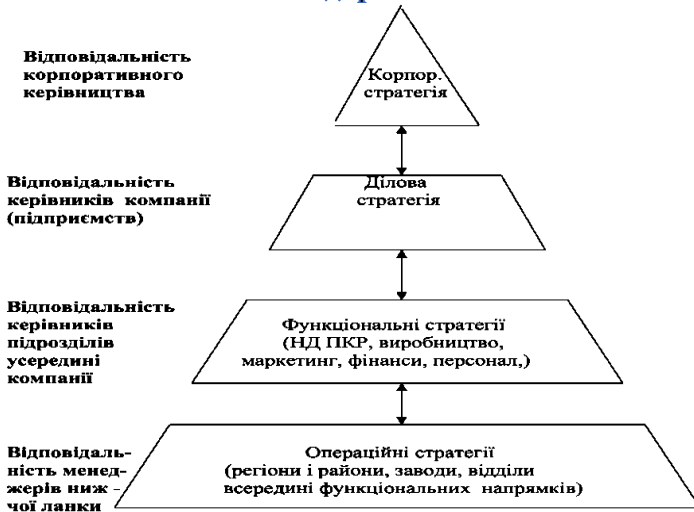 Відповідальність
корпоративного
керівництва
Корпор.
стратегія
Відповідальність
керівників компанії
(підприємств)
Ділова
стратегія
Відповідальність
керівників
підрозділів
усередині
компанії
Функціональні стратегії
(НД ПКР, виробництво,
маркетинг, фінанси, персонал,)
Відповідаль-
ність менед-
жерів ниж -
чої ланки
Операційні стратегії
(регіони і райони, заводи, відділи
всередині функціональних напрямків)